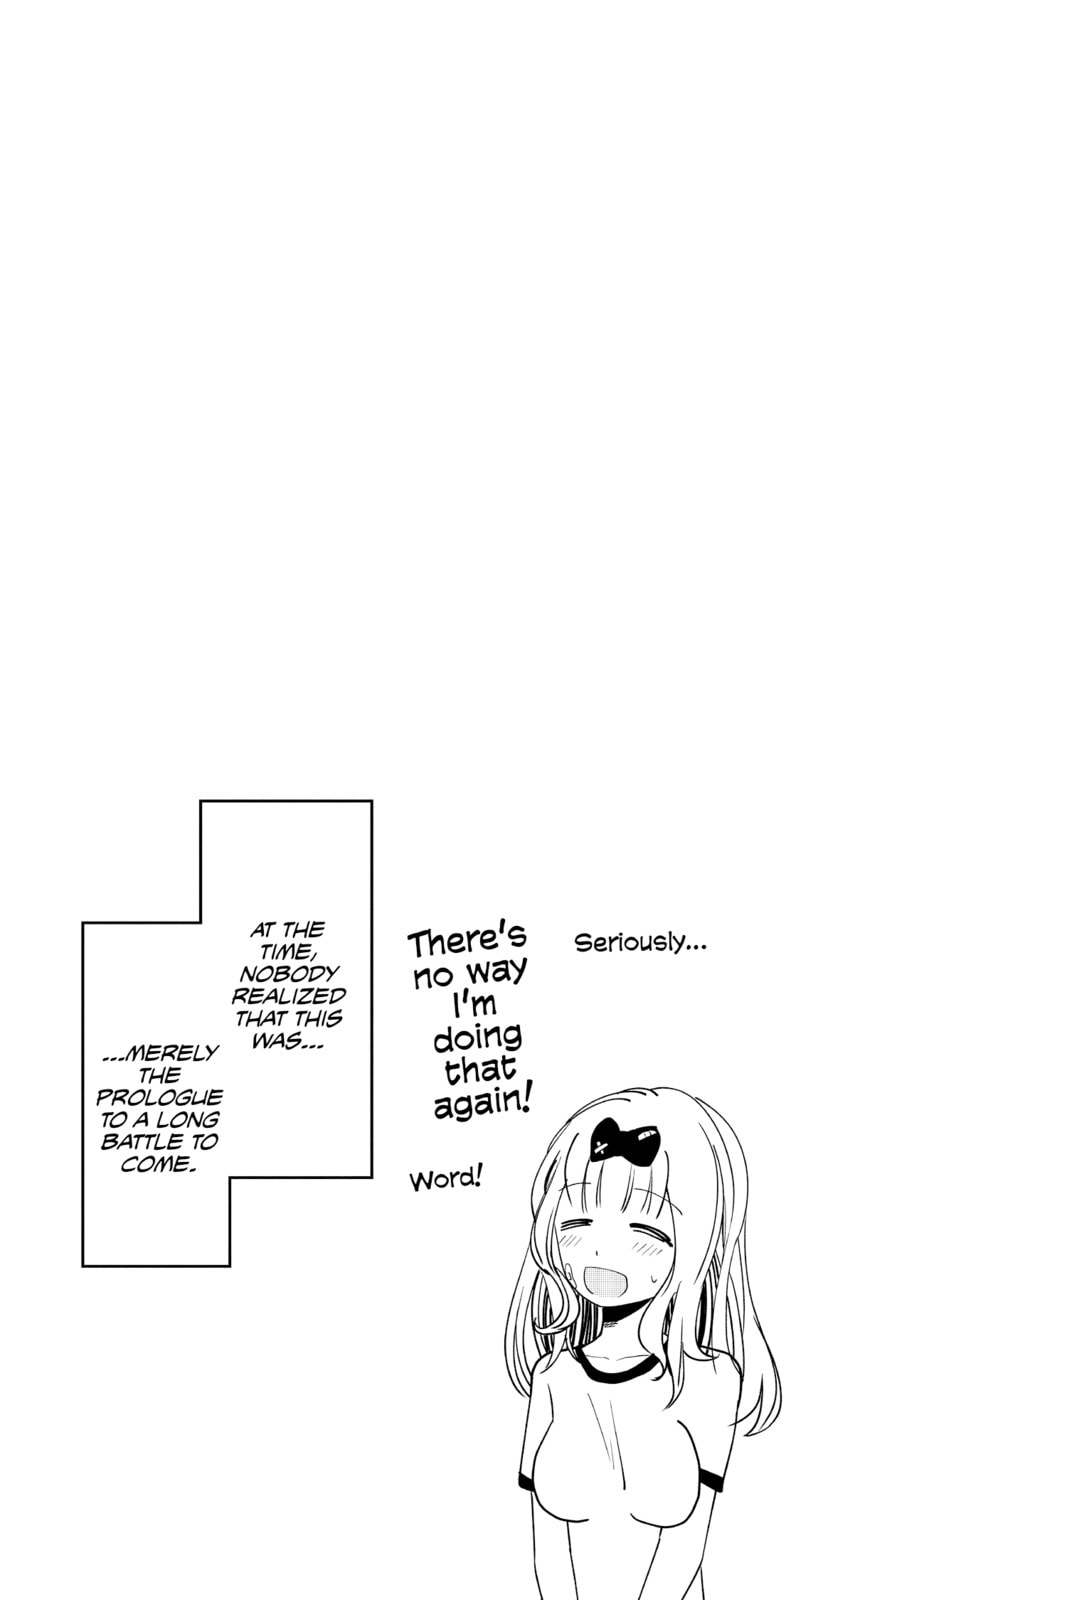 Seriously...
There's
no way
I'm
doing
that
again!
Word!
AT THE
TIME,
NOBODY
REALIZED
THAT THIS
WAS...
...MERELY
THE
PROLOGUE
TO A LONG
BATTLE TO
COME.